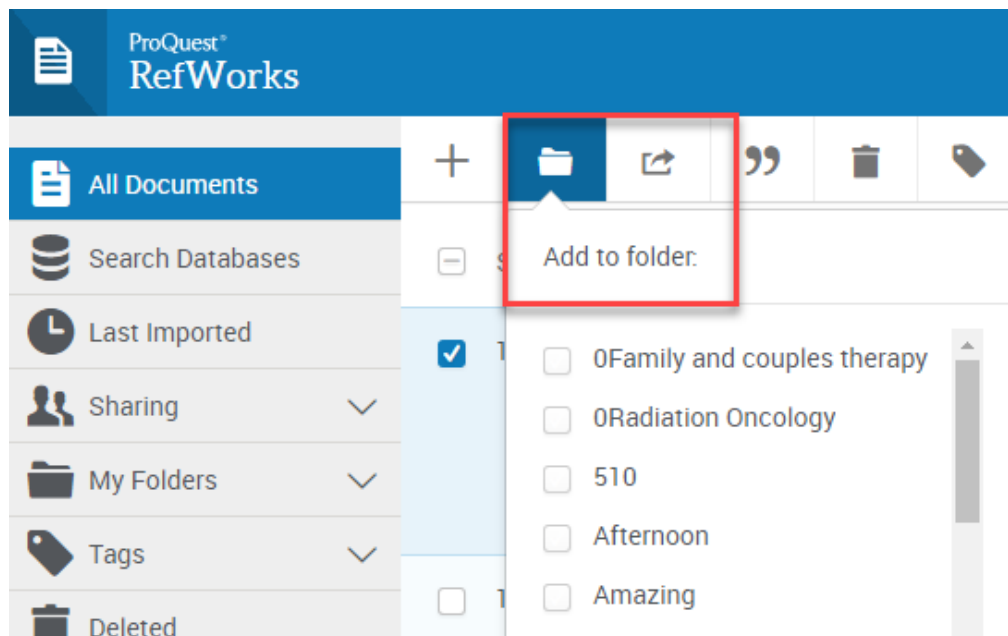 ProQuest®
RefWorks
All Documents
Search Databases
Last Imported
Sharing
My Folders
Tags
Deleted
Add to folder:
0Family and couples therapy
0Radiation Oncology
510
Afternoon
Amazing